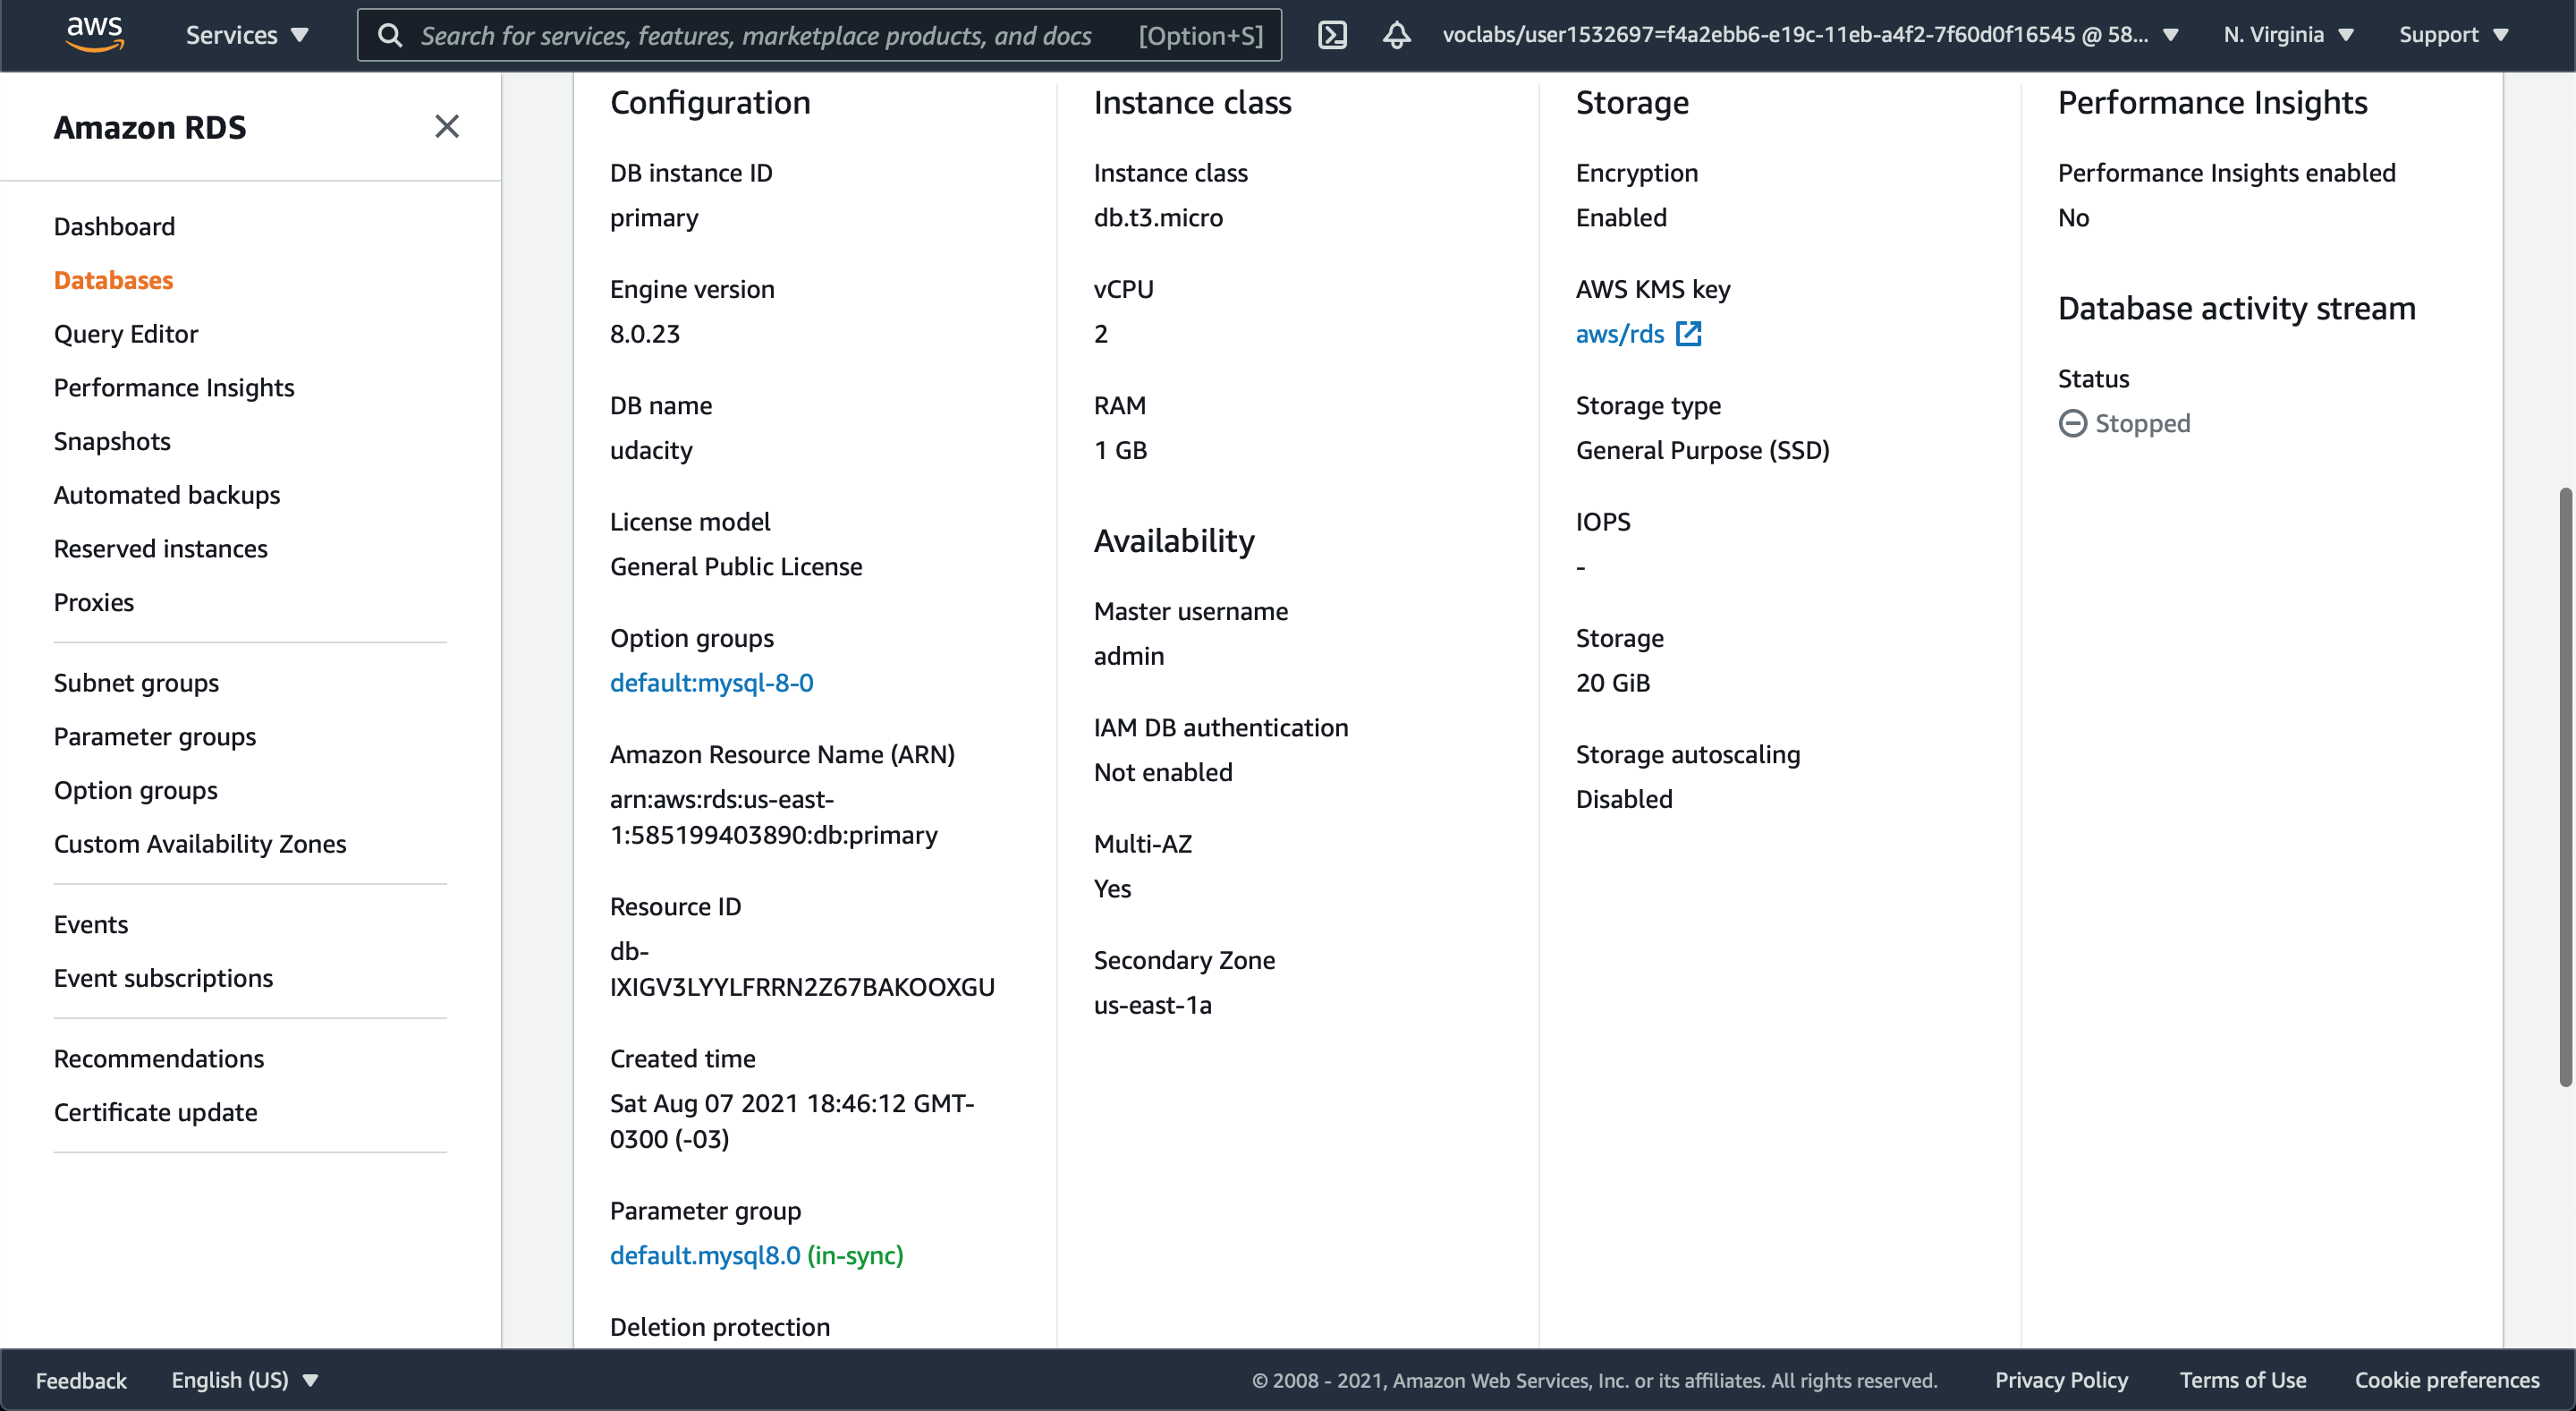 aws
Services
Search for services, features, marketplace products, and docs
[Option+S]
voclabs/user1532697=f4a2ebb6-e19c-11eb-a4f2-7f60d0f16545 @ 58...
N. Virginia
Support
Amazon RDS
Dashboard
Databases
Query Editor
Performance Insights
Snapshots
Automated backups
Reserved instances
Proxies
Subnet groups
Parameter groups
Option groups
Custom Availability Zones
Events
Event subscriptions
Recommendations
Certificate update
Configuration
DB instance ID
primary
Engine version
8.0.23
DB name
udacity
License model
General Public License
Option groups
default:mysql-8-0
Amazon Resource Name (ARN)
arn:aws:rds:us-east-
1:585199403890:db:primary
Resource ID
db-
IXIGV3LYYLFRRN2Z67BAKOOXGU
Created time
Sat Aug 07 2021 18:46:12 GMT-
0300 (-03)
Parameter group
default.mysql8.0 (in-sync)
Deletion protection
Instance class
Instance class
db.t3.micro
vCPU
2
RAM
1 GB
Availability
Master username
admin
IAM DB authentication
Not enabled
Multi-AZ
Yes
Secondary Zone
us-east-1a
Storage
Encryption
Enabled
AWS KMS key
aws/rds
Storage type
General Purpose (SSD)
IOPS
-
Storage
20 GiB
Storage autoscaling
Disabled
Performance Insights
Performance Insights enabled
No
Database activity stream
Status
Stopped
Feedback
English (US)
© 2008 - 2021, Amazon Web Services, Inc. or its affiliates. All rights reserved.
Privacy Policy
Terms of Use
Cookie preferences